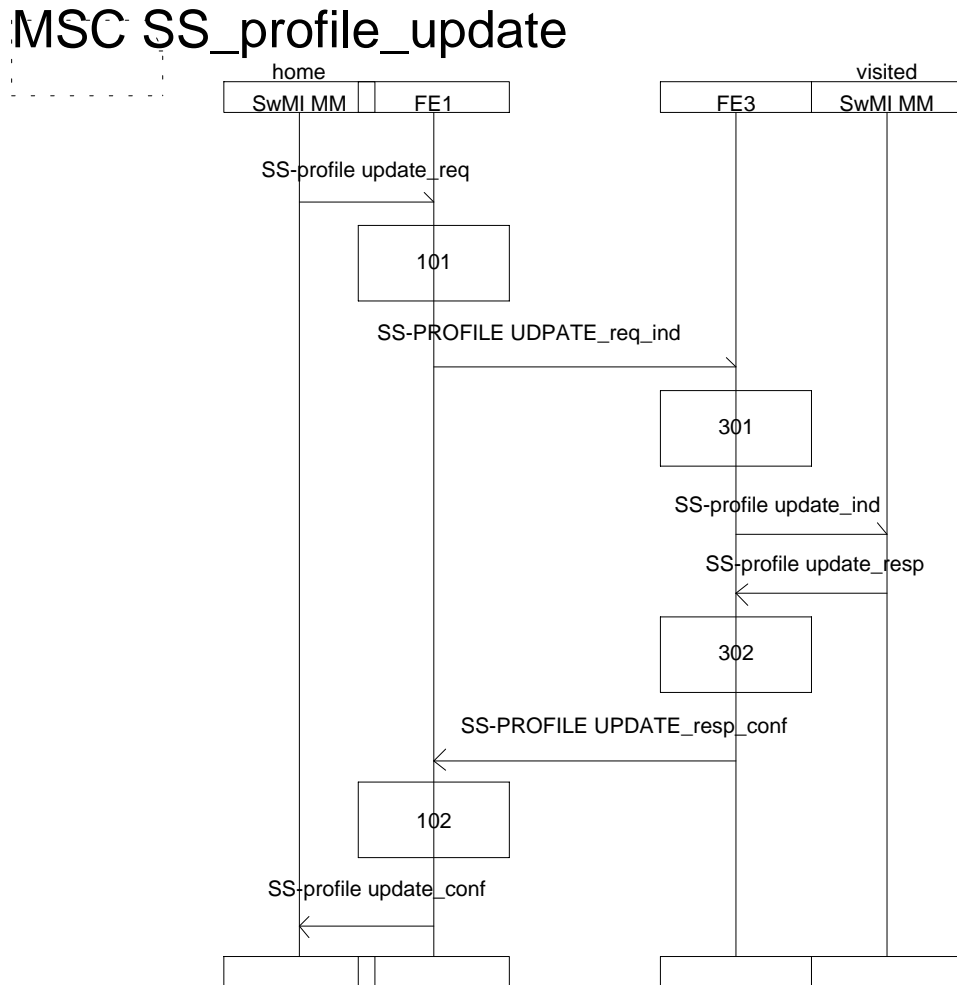 MSC SS_profile_update
home
visited
SwMI MM
FE1
FE3
SwMI MM
SS-profile update_req
101
SS-PROFILE UDPATE_req_ind
301
SS-profile update_ind
SS-profile update_resp
302
SS-PROFILE UPDATE_resp_conf
102
SS-profile update_conf